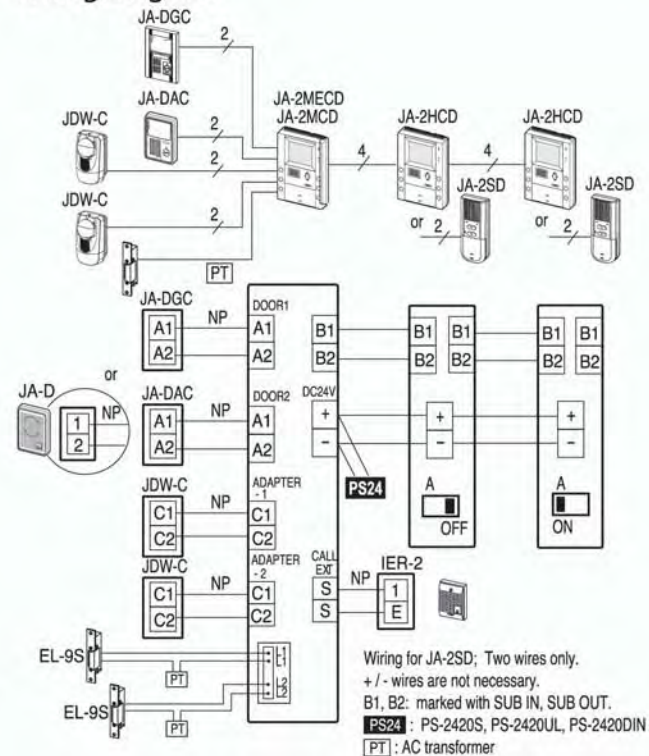 JA-DGC
2
JA-DAC
JA-2MECD
JA-2MCD
JA-2HCD
JA-2HCD
JDW-C
2
2
4
4
JDW-C
JA-2SD
JA-2SD
2
or 2
or 2
PT
JA-DGC
NP
DOOR1
A1
A1
B1
B1
B1
B1
B1
A2
A2
B2
B2
B2
B2
B2
or
JA-D
JA-DAC
NP
DOOR2
DC24V
NP
1
A1
A1
+
+
+
2
A2
A2
–
–
–
JDW-C
NP
ADAPTER
- 1
PS24
A
A
C1
C1
C2
C2
OFF
ON
JDW-C
NP
ADAPTER
- 2
CALL
EXT
IER-2
C1
C1
S
NP
1
C2
C2
S
E
EL-9S
L1
L1
PT
L2
L2
EL-9S
PT
Wiring for JA-2SD; Two wires only.
+ / - wires are not necessary.
B1, B2: marked with SUB IN, SUB OUT.
PS24 : PS-2420S, PS-2420UL, PS-2420DIN
PT : AC transformer